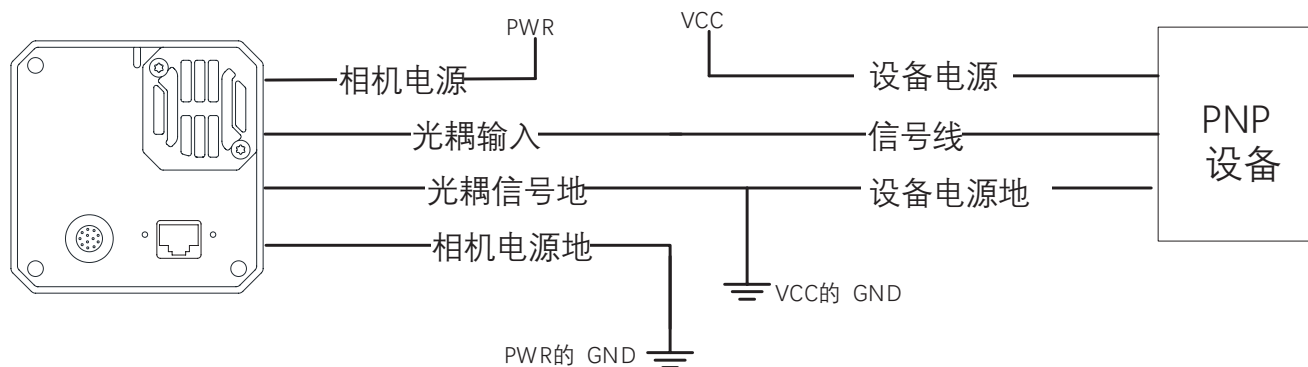 PWR
VCC
相机电源
设备电源
光耦输入
信号线
PNP
设备
光耦信号地
设备电源地
相机电源地
VCC的 GND
PWR的 GND